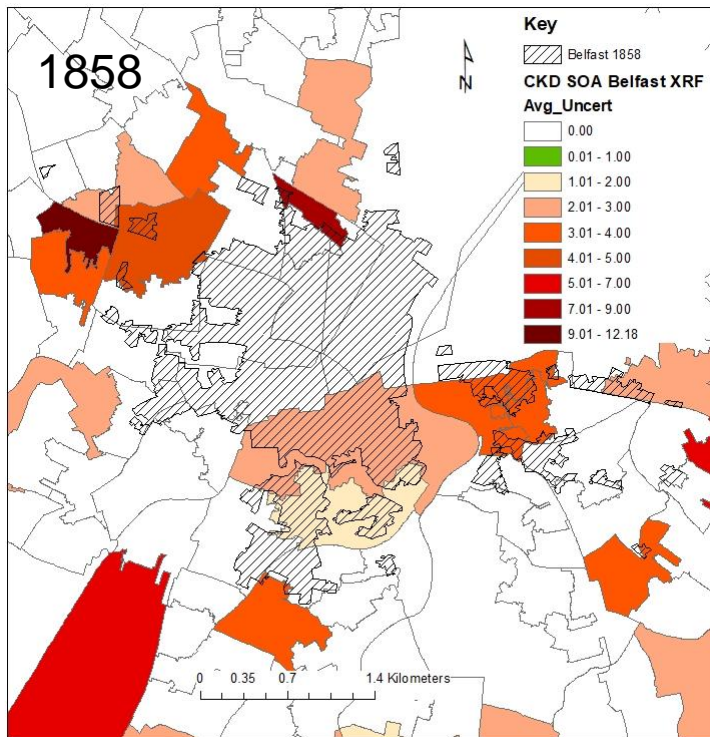 1858
Key
Belfast 1858
CKD SOA Belfast XRF
Avg_Uncert
0.00
0.01 - 1.00
1.01 - 2.00
2.01 - 3.00
3.01 - 4.00
4.01 - 5.00
5.01 - 7.00
7.01 - 9.00
9.01 - 12.18
N
0 0.35 0.7 1.4 Kilometers